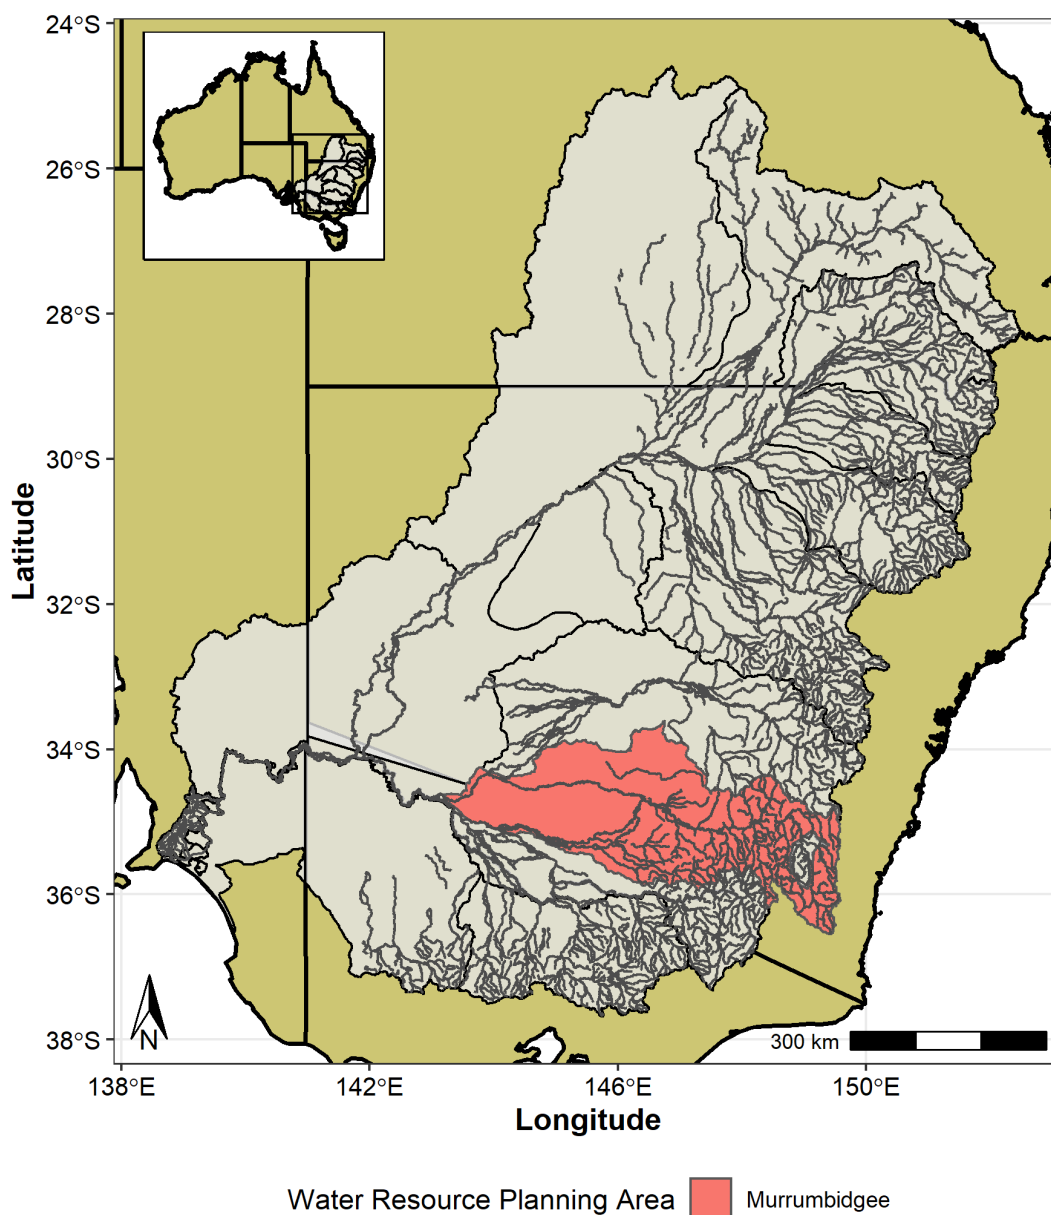 24°S
26°S
28°S
30°S
32°S
34°S
36°S
38°S
Latitude
N
300 km
138°E 142°E 146°E 150°E
Longitude
Water Resource Planning Area Murrumbidgee